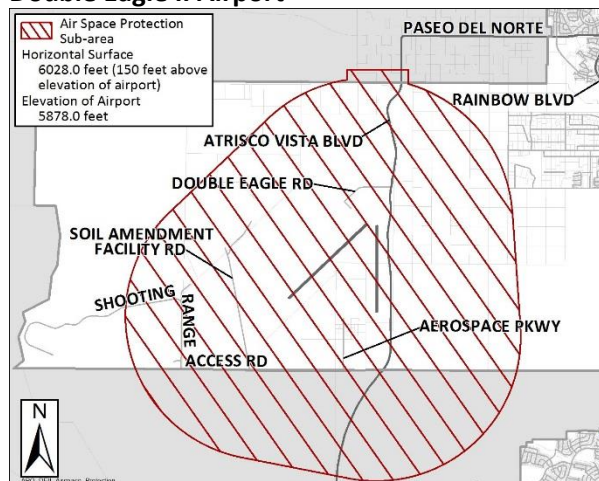 Double Eagle II Airport
Air Space Protection
Sub-area
Horizontal Surface
6028.0 feet (150 feet above
elevation of airport)
Elevation of Airport
5878.0 feet
PASEO DEL NORTE
RAINBOW BLVD
ATRISCO VISTA BLVD
DOUBLE EAGLE RD
SOIL AMENDMENT
FACILITY RD
SHOOTING
RANGE
ACCESS RD
AEROSPACE PKWY
N